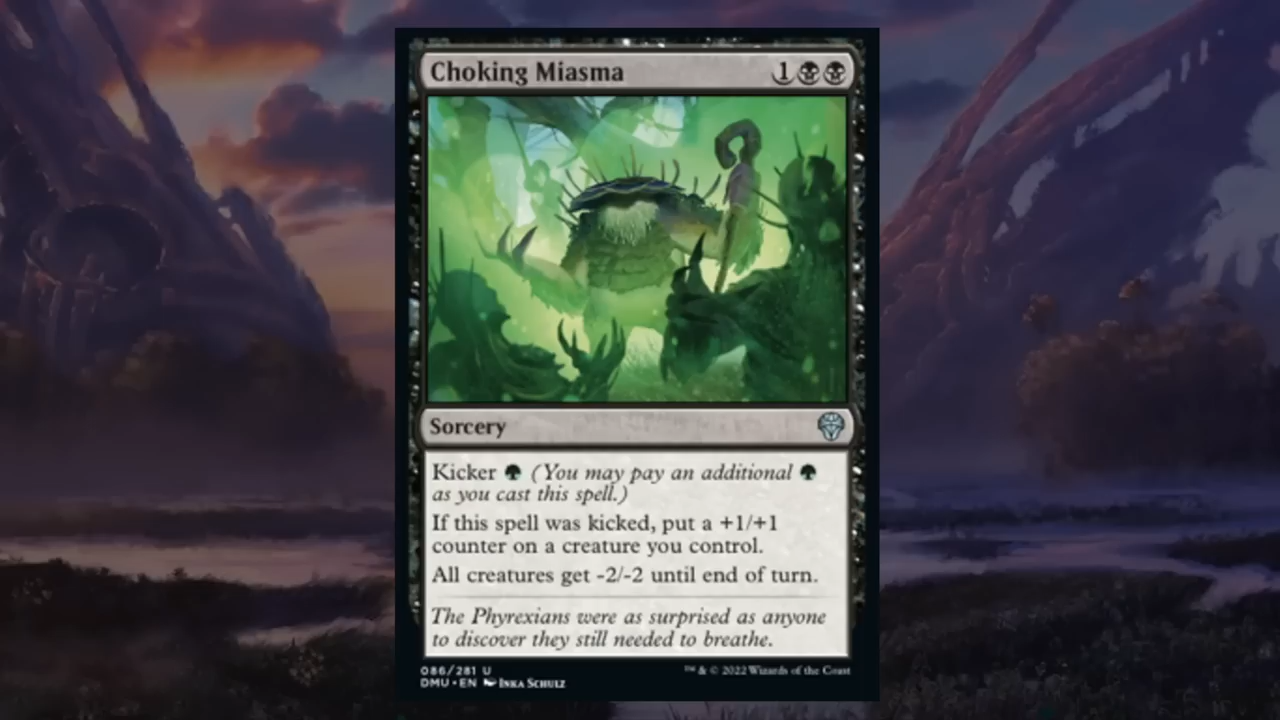 Choking Miasma 1
Sorcery
Kicker (You may pay an additional
as you cast this spell.)
If this spell was kicked, put a +1/+1
counter on a creature you control.
All creatures get -2/-2 until end of turn.
The Phyrexians were as surprised as anyone
to discover they still needed to breathe.
086/281 U
DMU • EN INKA SCHULZ
™ & © 2022 Wizards of the Coast